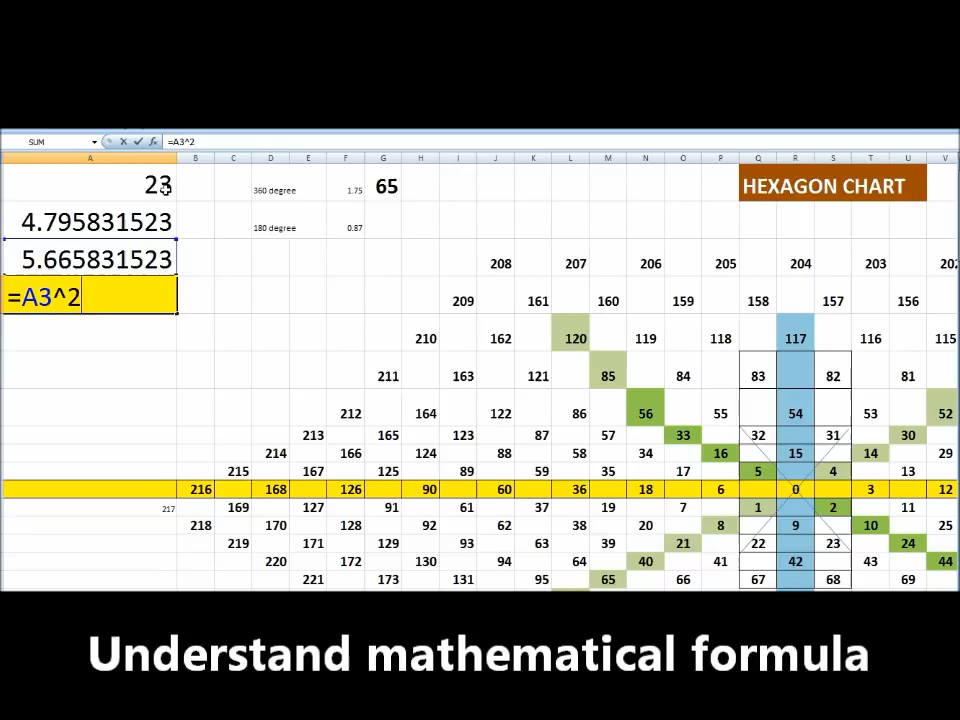 SUM =A3^2
A B C D E F G H I J K L M N O P Q R S T U V
23 360 degree 1.75 65 HEXAGON CHART
4.795831523 180 degree 0.87
5.665831523 208 207 206 205 204 203 202
=A3^2 209 161 160 159 158 157 156
210 162 120 119 118 117 116 115
211 163 121 85 84 83 82 81
212 164 122 86 56 55 54 53 52
213 165 123 87 57 33 32 31 30
214 166 124 88 58 34 16 15 14 29
215 167 125 89 59 35 17 5 4 13
216 168 126 90 60 36 18 6 0 3 12
217 169 127 91 61 37 19 7 1 2 11
218 170 128 92 62 38 20 8 9 10 25
219 171 129 93 63 39 21 22 23 24
220 172 130 94 64 40 41 42 43 44
221 173 131 95 65 66 67 68 69
Understand mathematical formula